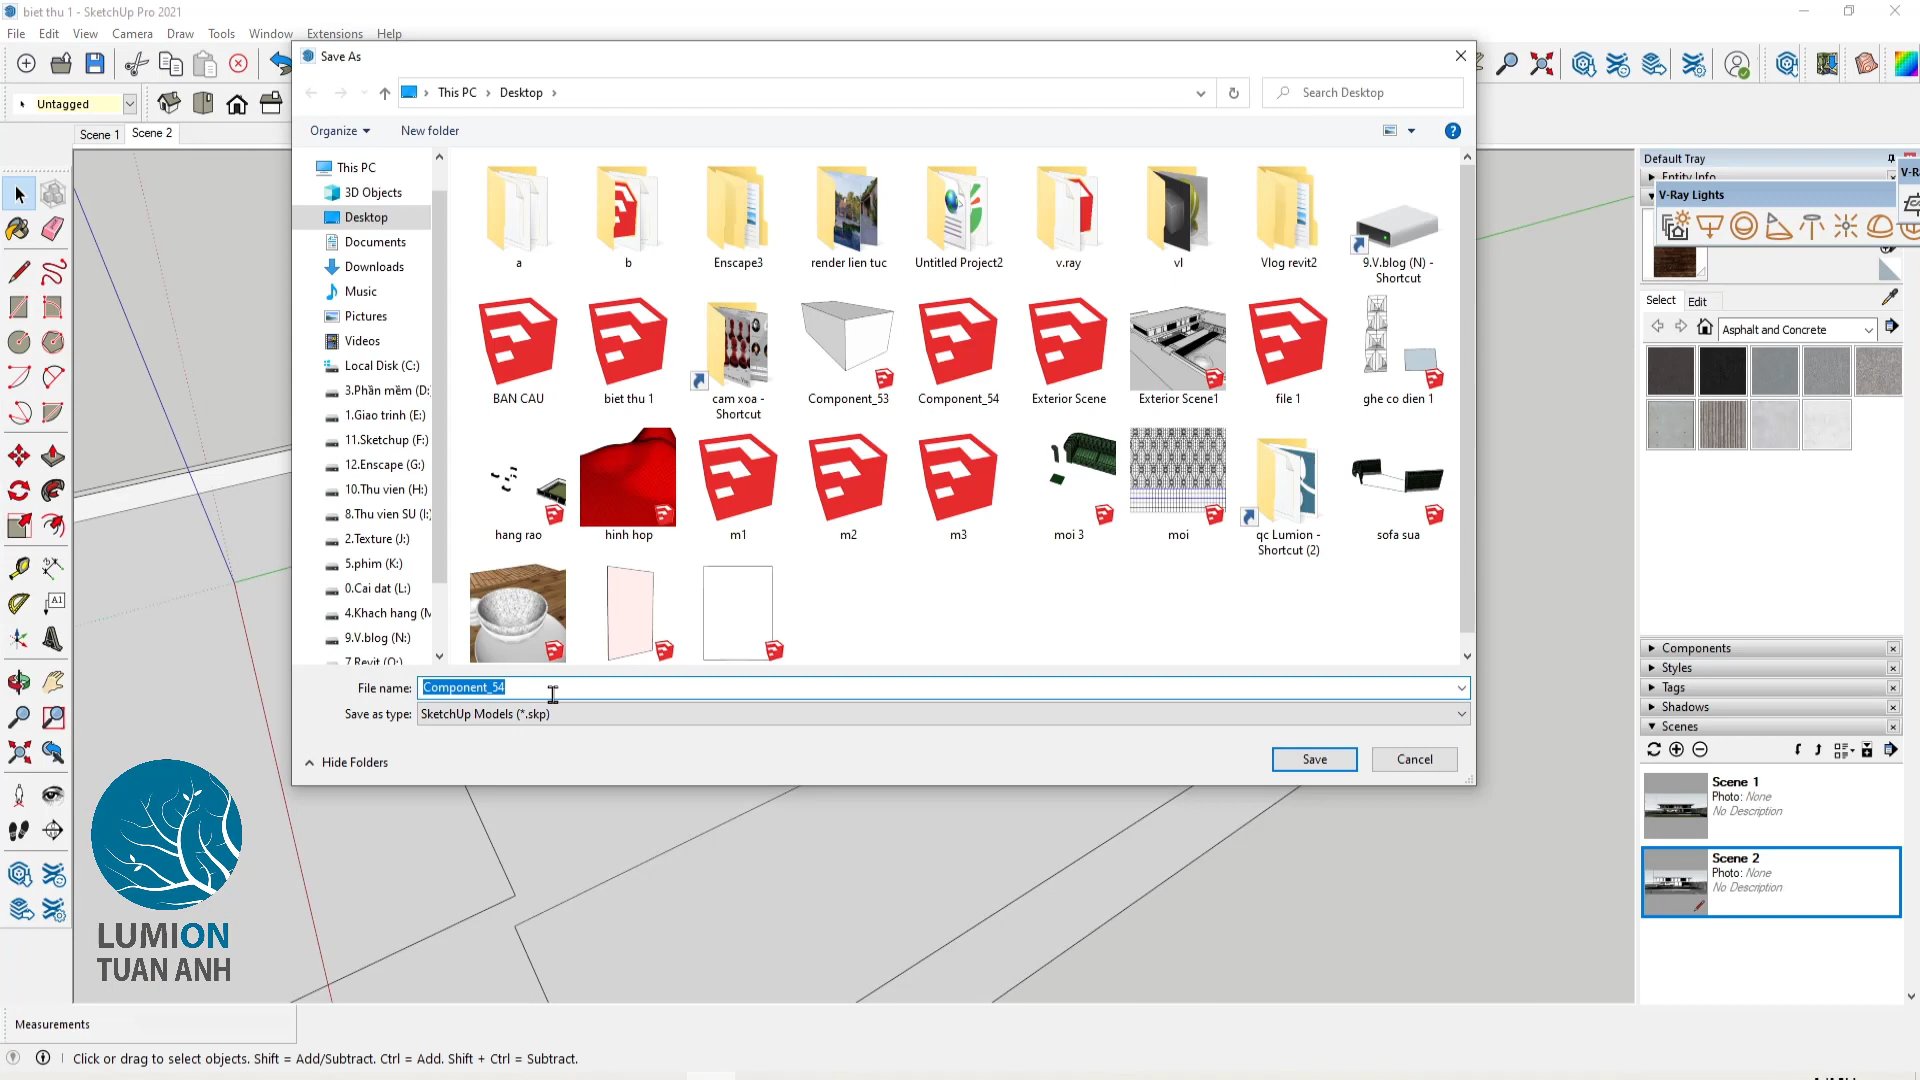 biet thu 1 - SketchUp Pro 2021
File Edit View Camera Draw Tools Window Extensions Help
Save As
This PC
Desktop
Search Desktop
Untagged
Organize
New folder
Scene 1
Scene 2
This PC
3D Objects
Desktop
Documents
Downloads
Music
Pictures
Videos
Local Disk (C:)
3.Phần mềm (D:
1.Giao trinh (E:)
11.Sketchup (F:)
12.Enscape (G:)
10.Thu vien (H:)
8.Thu vien SU (I:)
2.Texture (J:)
5.phim (K:)
0.Cai dat (L:)
4.Khach hang (M
9.V.blog (N:)
7.Revit (O:)
a
b
Enscape3
render lien tuc
Untitled Project2
v.ray
vl
Vlog revit2
9.V.blog (N) -
Shortcut
BAN CAU
biet thu 1
cam xoa -
Shortcut
Component_53
Component_54
Exterior Scene
Exterior Scene1
file 1
ghe co dien 1
hang rao
hinh hop
m1
m2
m3
moi 3
moi
qc Lumion -
Shortcut (2)
sofa sua
File name:
Component_54
Save as type:
SketchUp Models (*.skp)
Hide Folders
Save
Cancel
Default Tray
Entity Info
V-Ray Lights
V-R
Select
Edit
Asphalt and Concrete
Components
Styles
Tags
Shadows
Scenes
Scene 1
Photo: None
No Description
Scene 2
Photo: None
No Description
A1
LUMION
TUAN ANH
Measurements
Click or drag to select objects. Shift = Add/Subtract. Ctrl = Add. Shift + Ctrl = Subtract.